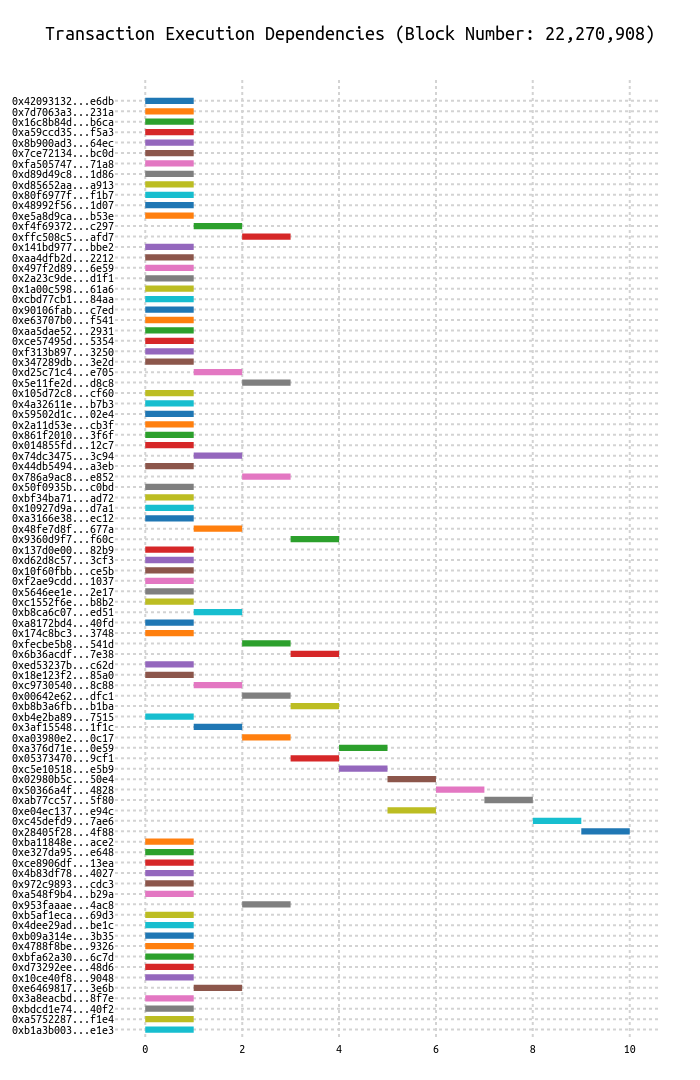 Transaction Execution Dependencies (Block Number: 22,270,908)
0x42093132...e6db
0x7d7063a3...231a
0x16c8b84d...b6ca
0xa59ccd35...f5a3
0x8b900ad3...64ec
0x7ce72134...bc0d
0xfa505747...71a8
0xd89d49c8...1d86
0xd85652aa...a913
0x80f6977f...f1b7
0x48992f56...1d07
0xe5a8d9ca...b53e
0xf4f69372...c297
0xffc508c5...afd7
0x141bd977...bbe2
0xaa4dfb2d...2212
0x497f2d89...6e59
0x2a23c9de...d1f1
0x1a00c598...61a6
0xcbd77cb1...84aa
0x90106fab...c7ed
0xe63707b0...f541
0xaa5dae52...2931
0xce57495d...5354
0xf313b897...3250
0x347289db...3e2d
0xd25c71c4...e705
0x5e11fe2d...d8c8
0x105d72c8...cf60
0x4a32611e...b7b3
0x59502d1c...02e4
0x2a11d53e...cb3f
0x861f2010...3f6f
0x014855fd...12c7
0x74dc3475...3c94
0x44db5494...a3eb
0x786a9ac8...e852
0x50f0935b...c0bd
0xbf34ba71...ad72
0x10927d9a...d7a1
0xa3166e38...ec12
0x48fe7d8f...677a
0x9360d9f7...f60c
0x137d0e00...82b9
0xd62d8c57...3cf3
0x10f60fbb...ce5b
0xf2ae9cdd...1037
0x5646ee1e...2e17
0xc1552f6e...b8b2
0xb8ca6c07...ed51
0xa8172bd4...40fd
0x174c8bc3...3748
0xfecbe5b8...541d
0x6b36acdf...7e38
0xed53237b...c62d
0x18e123f2...85a0
0xc9730540...8c88
0x00642e62...dfc1
0xb8b3a6fb...b1ba
0xb4e2ba89...7515
0x3af15548...1f1c
0xa03980e2...0c17
0xa376d71e...0e59
0x05373470...9cf1
0xc5e10518...e5b9
0x02980b5c...50e4
0x50366a4f...4828
0xab77cc57...5f80
0xe04ec137...e94c
0xc45defd9...7ae6
0x28405f28...4f88
0xba11848e...ace2
0xe327da95...e648
0xce8906df...13ea
0x4b83df78...4027
0x972c9893...cdc3
0xa548f9b4...b29a
0x953faaae...4ac8
0xb5af1eca...69d3
0x4dee29ad...be1c
0xb09a314e...3b35
0x4788f8be...9326
0xbfa62a30...6c7d
0xd73292ee...48d6
0x10ce40f8...9048
0xe6469817...3e6b
0x3a8eacbd...8f7e
0xbdcd1e74...40f2
0xa5752287...f1e4
0xb1a3b003...e1e3
0 2 4 6 8 10